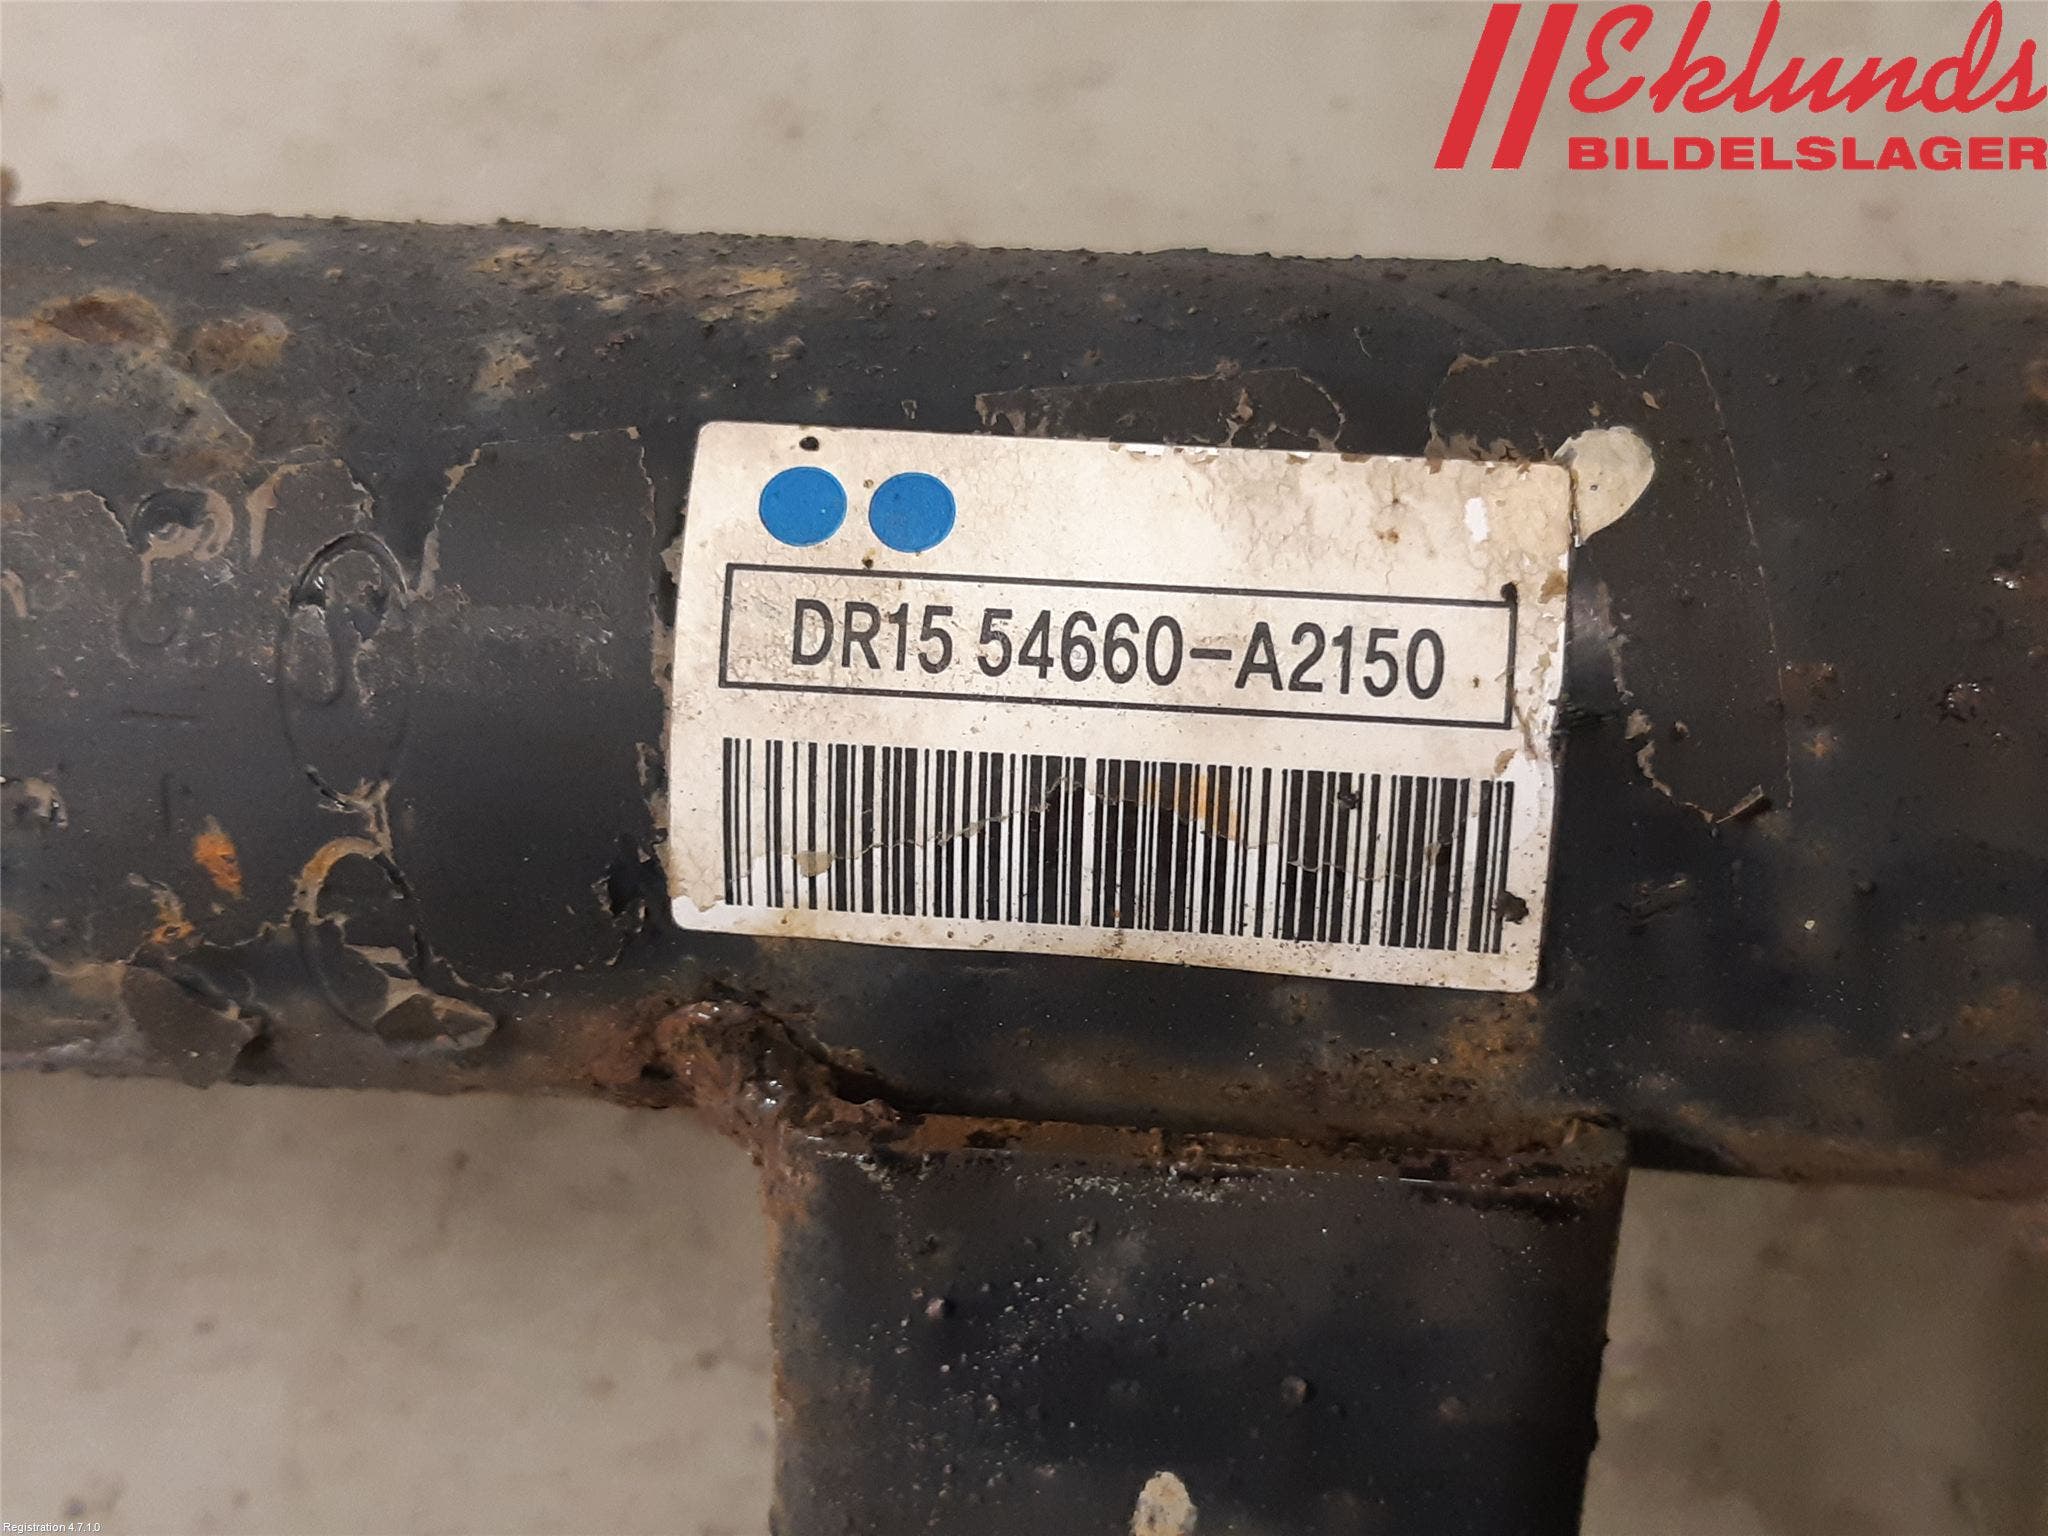 Eklunds
BILDELSLAGER
DR15 54660-A2150
Registration 4.7.1.0